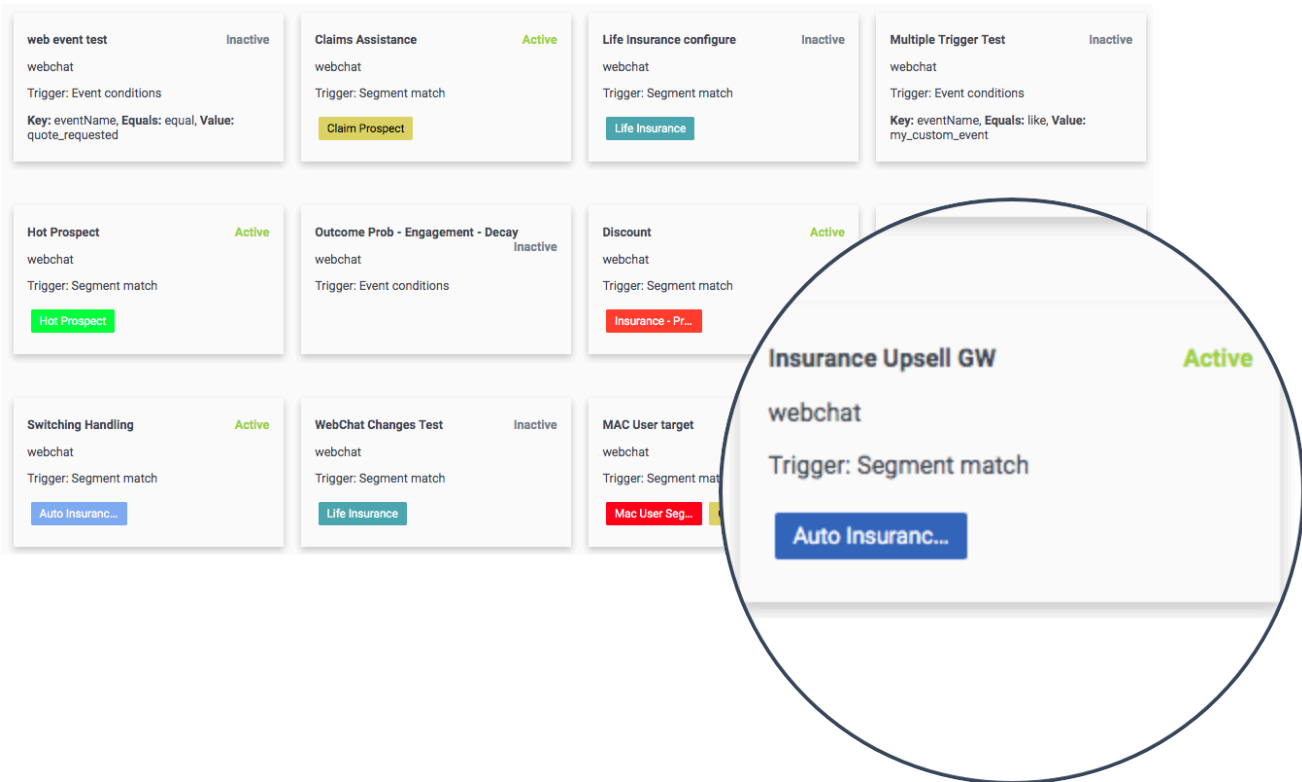 web event test Inactive
webchat
Trigger: Event conditions
Key: eventName, Equals: equal, Value:
quote_requested
Claims Assistance Active
webchat
Trigger: Segment match
Claim Prospect
Life Insurance configure Inactive
webchat
Trigger: Segment match
Life Insurance
Multiple Trigger Test Inactive
webchat
Trigger: Event conditions
Key: eventName, Equals: like, Value:
my_custom_event
Hot Prospect Active
webchat
Trigger: Segment match
Hot Prospect
Outcome Prob - Engagement - Decay
Inactive
webchat
Trigger: Event conditions
Discount Active
webchat
Trigger: Segment match
Insurance - Pr...
Switching Handling Active
webchat
Trigger: Segment match
Auto Insuranc...
WebChat Changes Test Inactive
webchat
Trigger: Segment match
Life Insurance
MAC User target
webchat
Trigger: Segment mat
Mac User Seg...
Insurance Upsell GW Active
webchat
Trigger: Segment match
Auto Insuranc...